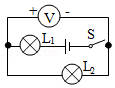 + V -
L₁ S
L₂